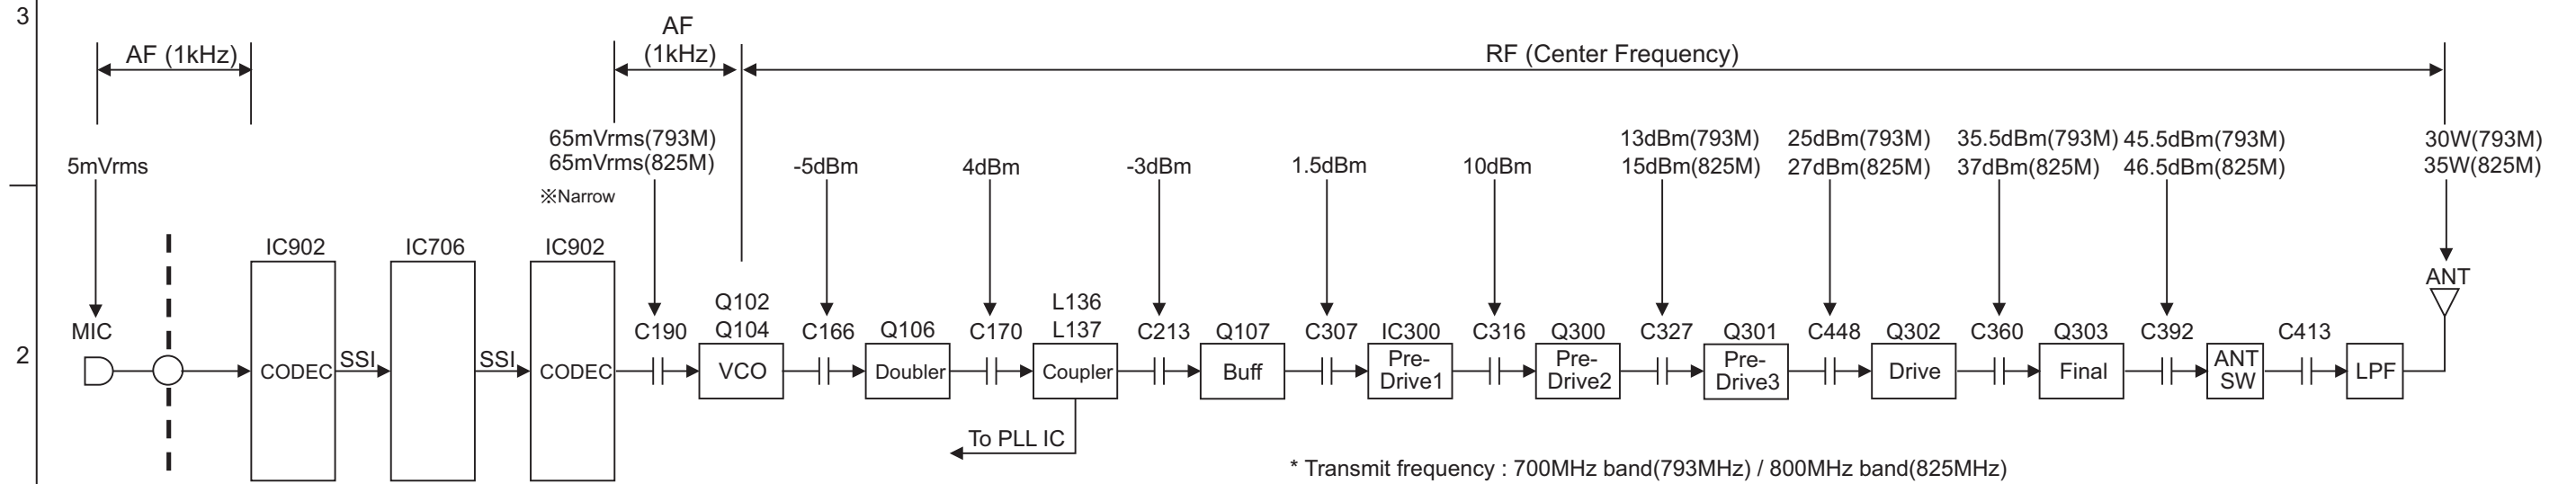 3
AF (1kHz)
AF
(1kHz)
RF (Center Frequency)
5mVrms
65mVrms(793M)
65mVrms(825M)
※Narrow
-5dBm
4dBm
-3dBm
1.5dBm
10dBm
13dBm(793M)
15dBm(825M)
25dBm(793M)
27dBm(825M)
35.5dBm(793M)
37dBm(825M)
45.5dBm(793M)
46.5dBm(825M)
30W(793M)
35W(825M)
2
MIC
IC902
CODEC
SSI
IC706
SSI
IC902
CODEC
C190
Q102
Q104
VCO
C166
Q106
Doubler
C170
L136
L137
Coupler
C213
Q107
Buff
C307
IC300
Pre-
Drive1
C316
Q300
Pre-
Drive2
C327
Q301
Pre-
Drive3
C448
Q302
Drive
C360
Q303
Final
C392
ANT
SW
C413
LPF
ANT
To PLL IC
* Transmit frequency : 700MHz band(793MHz) / 800MHz band(825MHz)